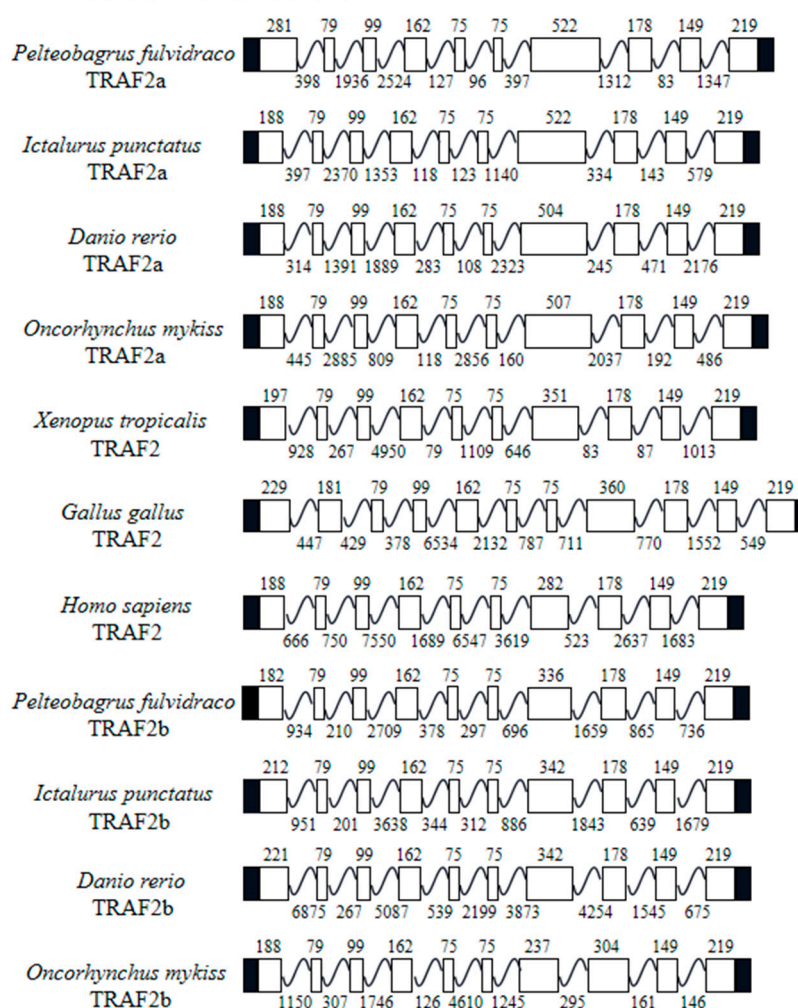 281 79 99 162 75 75 522 178 149 219
Pelteobagrus fulvidraco
TRAF2a
398 1936 2524 127 96 397 1312 83 1347
188 79 99 162 75 75 522 178 149 219
Ictalurus punctatus
TRAF2a
397 2370 1353 118 123 1140 334 143 579
188 79 99 162 75 75 504 178 149 219
Danio rerio
TRAF2a
314 1391 1889 283 108 2323 245 471 2176
188 79 99 162 75 75 507 178 149 219
Oncorhynchus mykiss
TRAF2a
445 2885 809 118 2856 160 2037 192 486
197 79 99 162 75 75 351 178 149 219
Xenopus tropicalis
TRAF2
928 267 4950 79 1109 646 83 87 1013
229 181 79 99 162 75 75 360 178 149 219
Gallus gallus
TRAF2
447 429 378 6534 2132 787 711 770 1552 549
188 79 99 162 75 75 282 178 149 219
Homo sapiens
TRAF2
666 750 7550 1689 6547 3619 523 2637 1683
182 79 99 162 75 75 336 178 149 219
Pelteobagrus fulvidraco
TRAF2b
934 210 2709 378 297 696 1659 865 736
212 79 99 162 75 75 342 178 149 219
Ictalurus punctatus
TRAF2b
951 201 3638 344 312 886 1843 639 1679
221 79 99 162 75 75 342 178 149 219
Danio rerio
TRAF2b
6875 267 5087 539 2199 3873 4254 1545 675
188 79 99 162 75 75 237 304 149 219
Oncorhynchus mykiss
TRAF2b
1150 307 1746 126 4610 1245 295 161 146